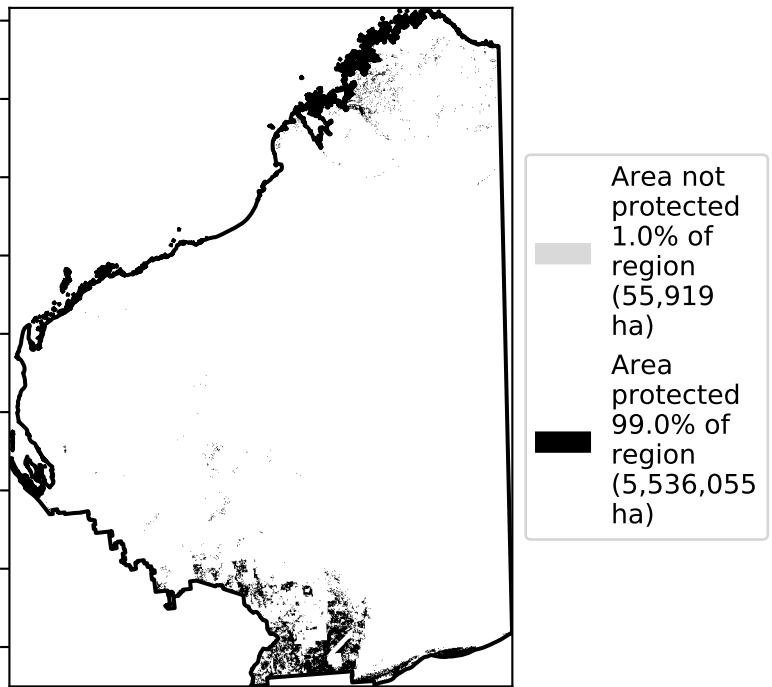 Area not
protected
1.0% of
region
(55,919
ha)
Area
protected
99.0% of
region
(5,536,055
ha)